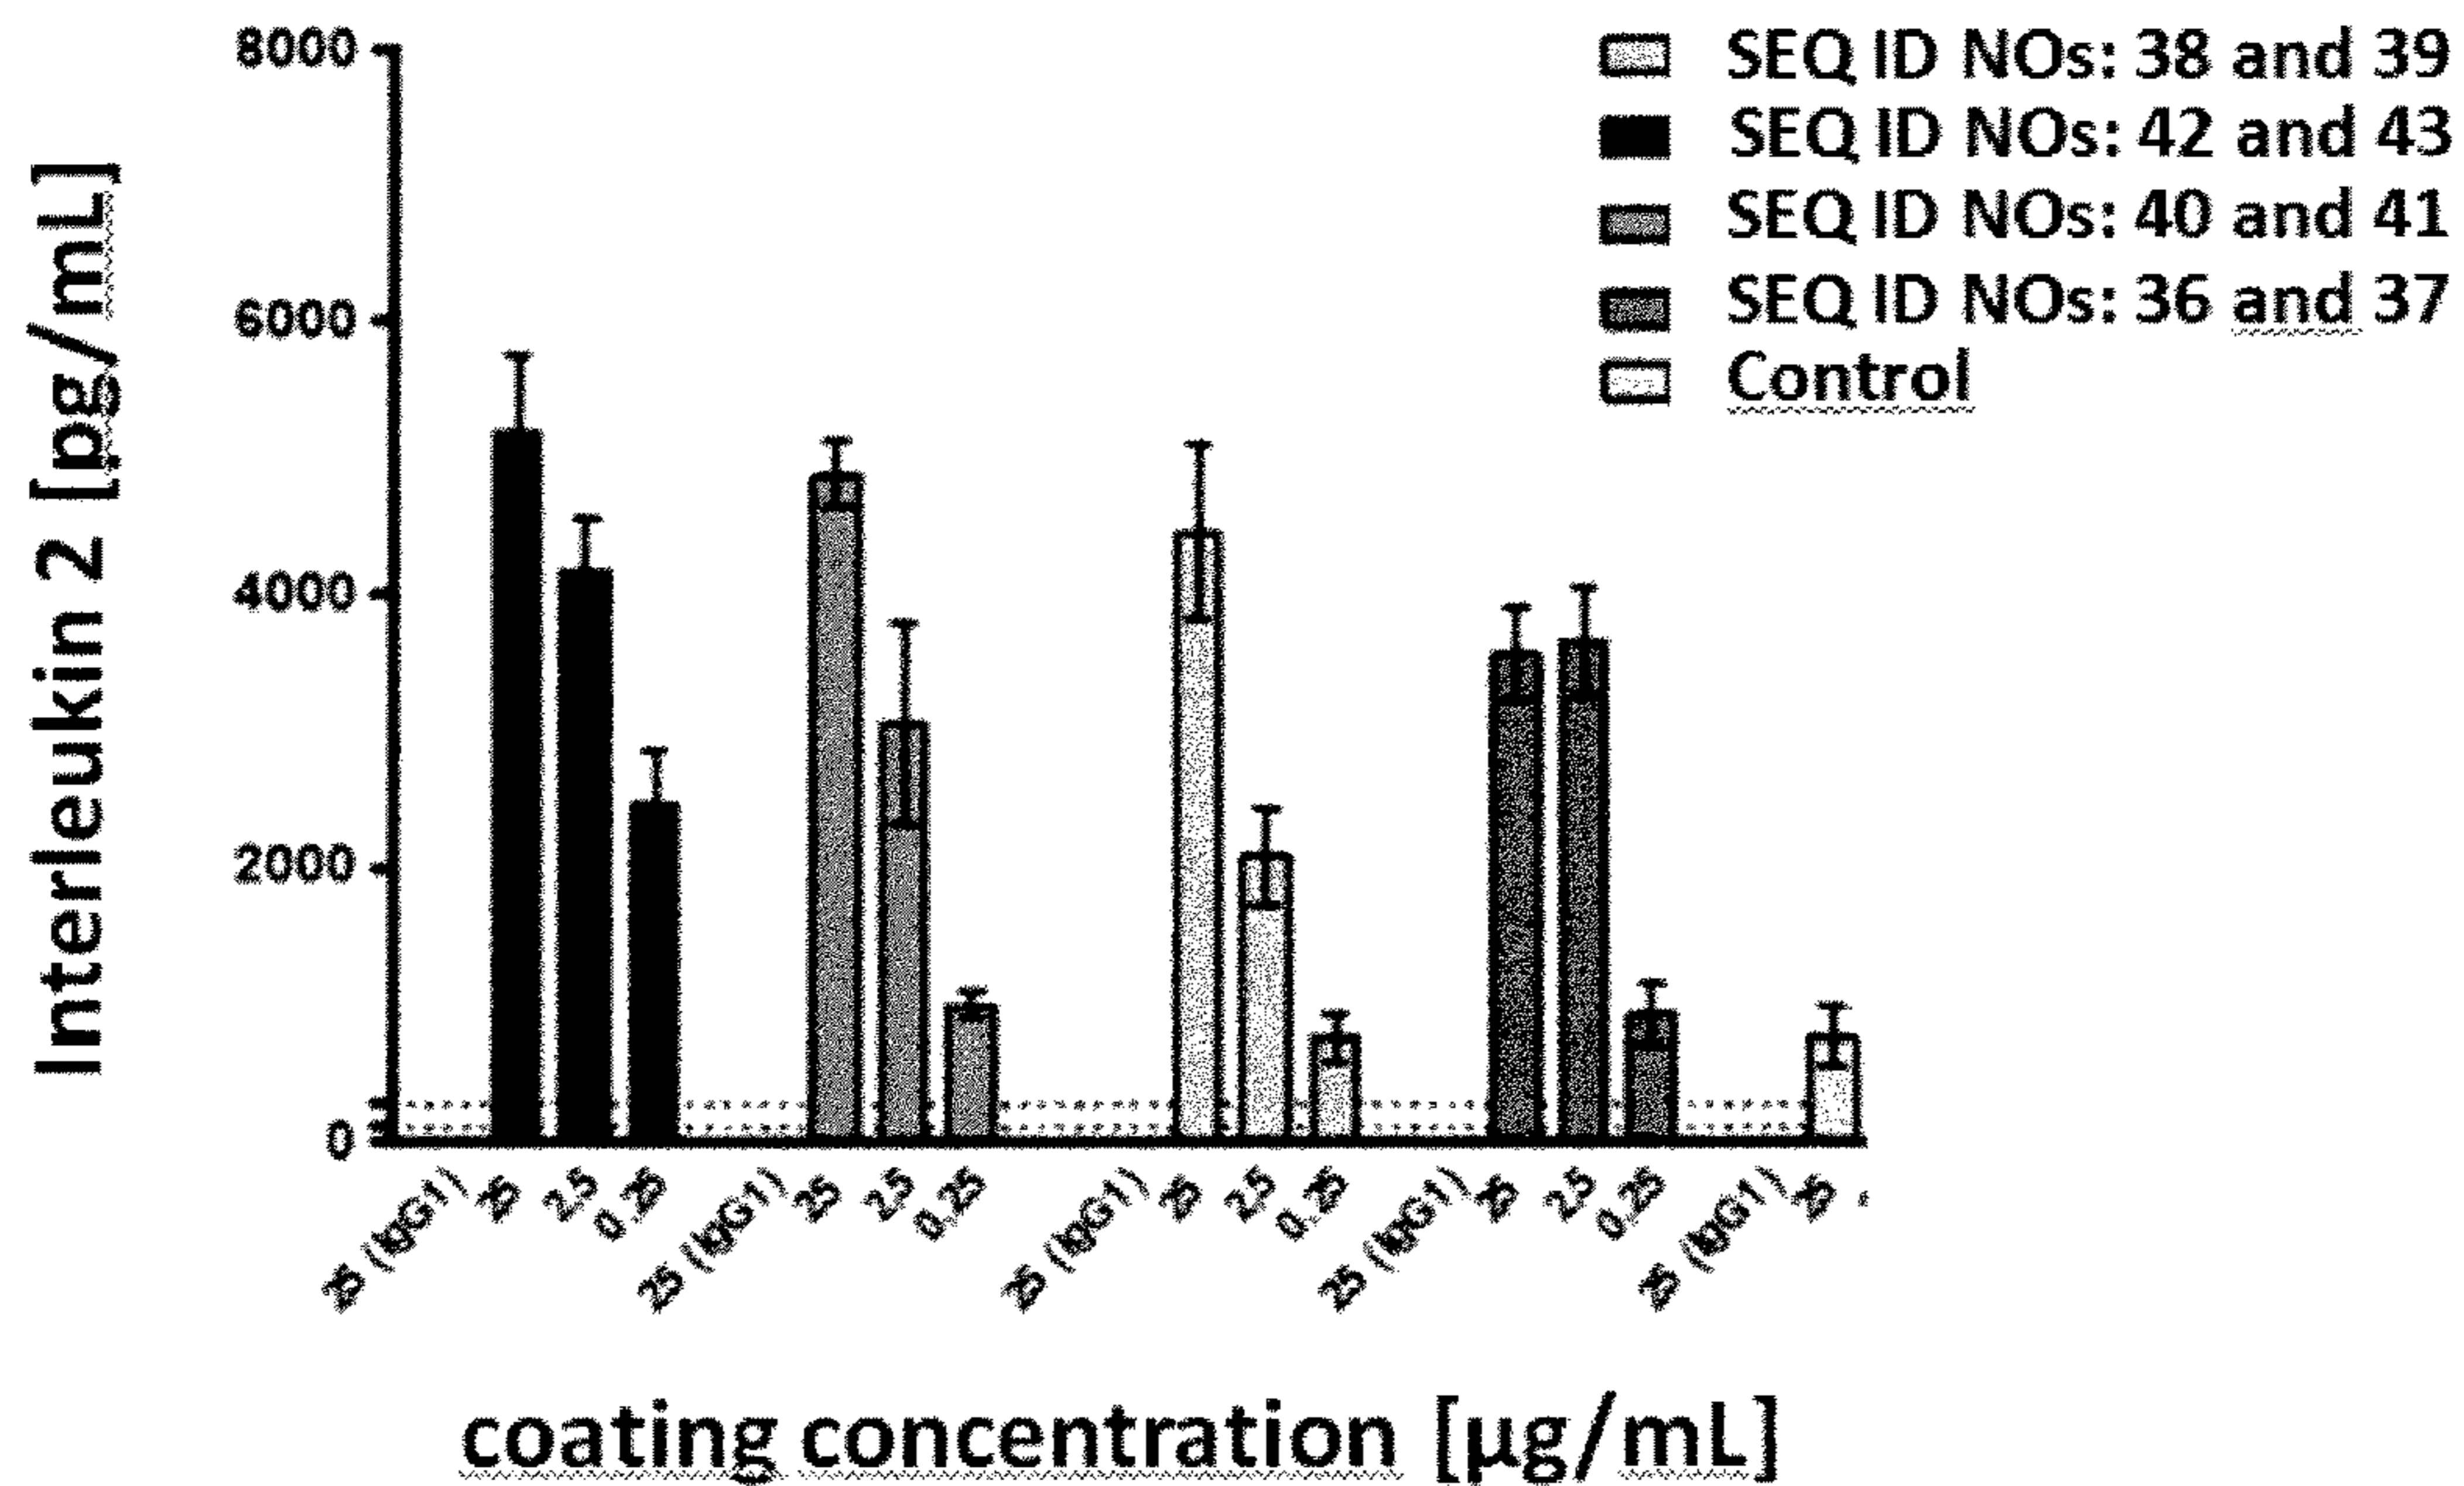 8000
6000
4000
2000
0
Interleukin 2 [pg/mL]
SEQ ID NOs: 38 and 39
SEQ ID NOs: 42 and 43
SEQ ID NOs: 40 and 41
SEQ ID NOs: 36 and 37
Control
25 (IgG1) 25 2,5 0,25 25 (IgG1) 25 2,5 0,25 25 (IgG1) 25 2,5 0,25 25 (IgG1) 25 2,5 0,25 25 (IgG1) 25
coating concentration [µg/mL]